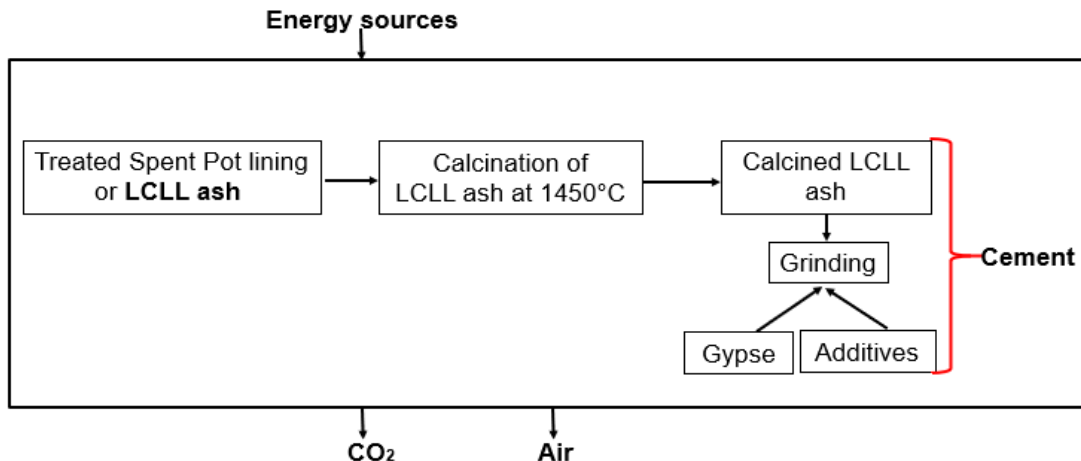 Energy sources
Treated Spent Pot lining
or LCLL ash
Calcination of
LCLL ash at 1450°C
Calcined LCLL
ash
Grinding
Cement
Gypse
Additives
CO₂
Air